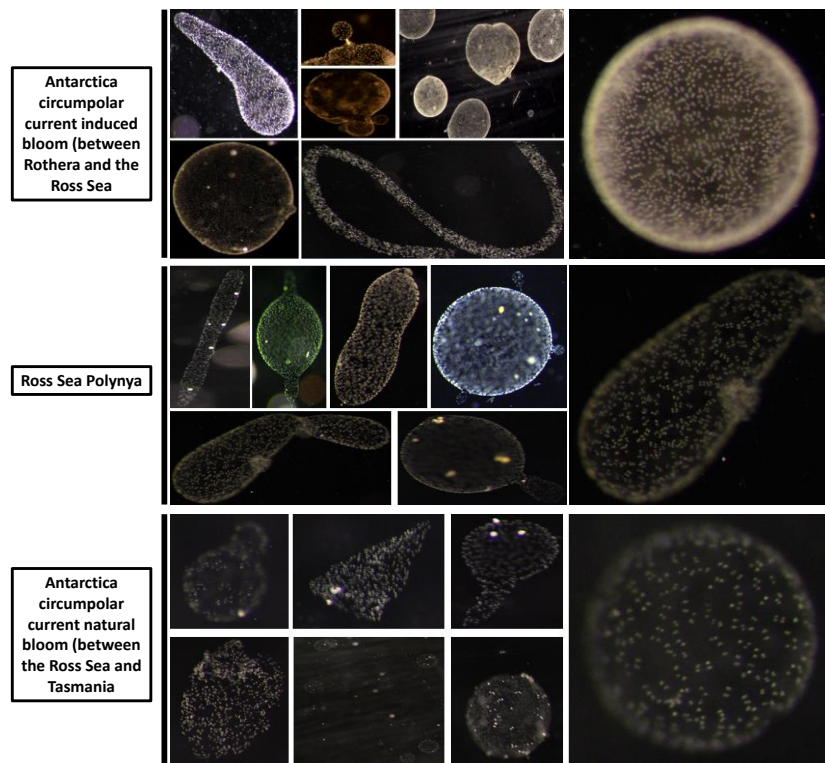 Antarctica
circumpolar
current induced
bloom (between
Rothera and the
Ross Sea
Ross Sea Polynya
Antarctica
circumpolar
current natural
bloom (between
the Ross Sea and
Tasmania